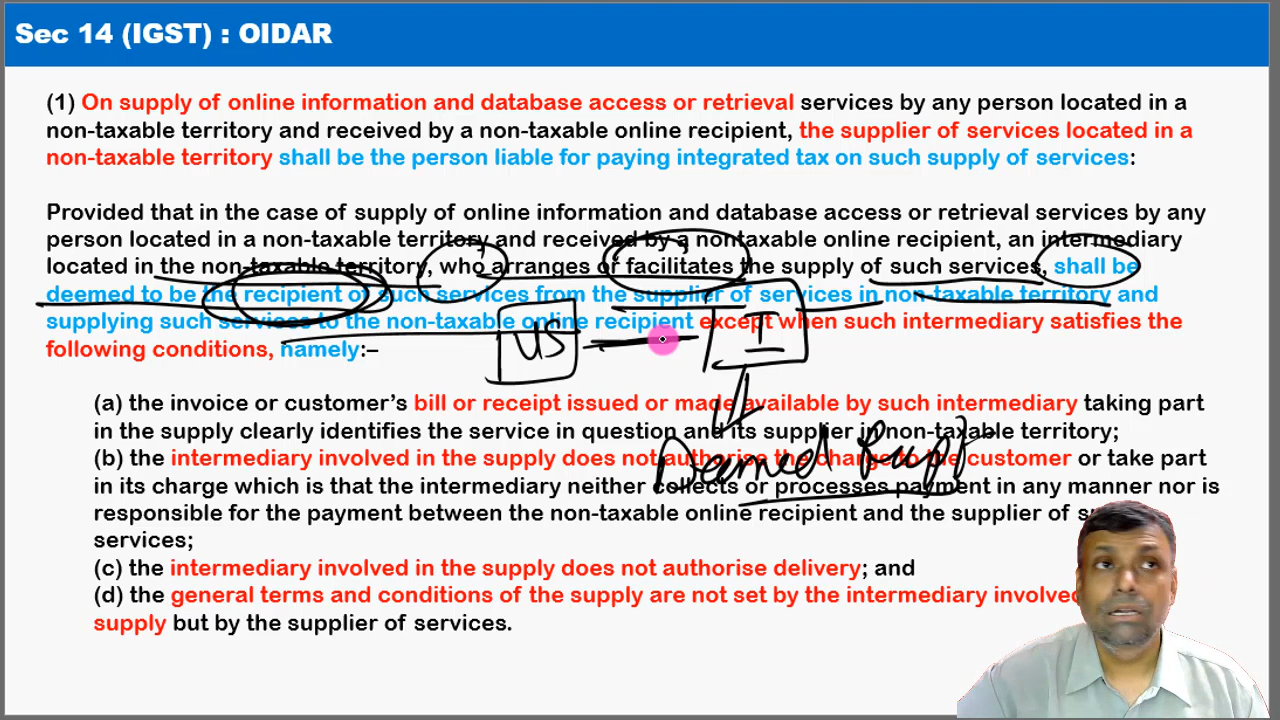 Sec 14 (IGST) : OIDAR
(1) On supply of online information and database access or retrieval services by any person located in a
non-taxable territory and received by a non-taxable online recipient, the supplier of services located in a
non-taxable territory shall be the person liable for paying integrated tax on such supply of services:
Provided that in the case of supply of online information and database access or retrieval services by any
person located in a non-taxable territory and received by a nontaxable online recipient, an intermediary
located in the non-taxable territory, who arranges or facilitates the supply of such services, shall be
deemed to be the recipient of such services from the supplier of services in non-taxable territory and
supplying such services to the non-taxable online recipient except when such intermediary satisfies the
following conditions, namely:–
US
I
(a) the invoice or customer's bill or receipt issued or made available by such intermediary taking part
in the supply clearly identifies the service in question and its supplier in non-taxable territory;
(b) the intermediary involved in the supply does not authorise the charge to the customer or take part
Deemed
in its charge which is that the intermediary neither collects or processes payment in any manner nor is
responsible for the payment between the non-taxable online recipient and the supplier of
services;
(c) the intermediary involved in the supply does not authorise delivery; and
(d) the general terms and conditions of the supply are not set by the intermediary involved
supply but by the supplier of services.